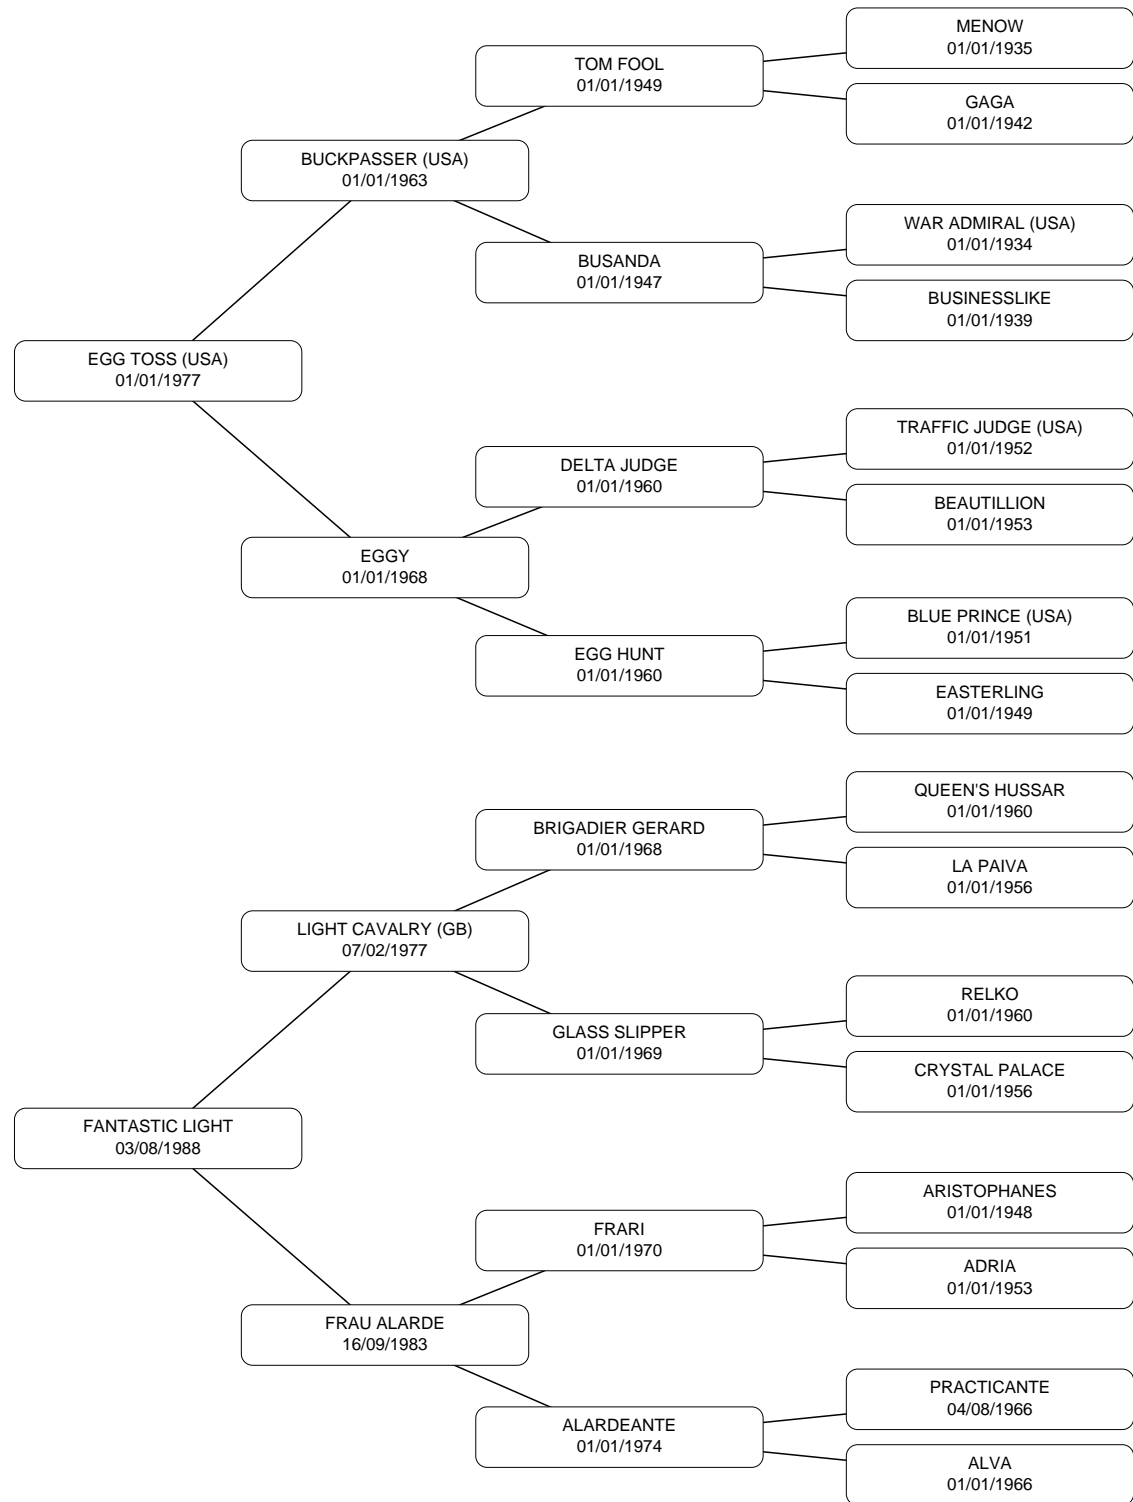 MENOW
01/01/1935
TOM FOOL
01/01/1949
GAGA
01/01/1942
BUCKPASSER (USA)
01/01/1963
WAR ADMIRAL (USA)
01/01/1934
BUSANDA
01/01/1947
BUSINESSLIKE
01/01/1939
EGG TOSS (USA)
01/01/1977
TRAFFIC JUDGE (USA)
01/01/1952
DELTA JUDGE
01/01/1960
BEAUTILLION
01/01/1953
EGGY
01/01/1968
BLUE PRINCE (USA)
01/01/1951
EGG HUNT
01/01/1960
EASTERLING
01/01/1949
QUEEN'S HUSSAR
01/01/1960
BRIGADIER GERARD
01/01/1968
LA PAIVA
01/01/1956
LIGHT CAVALRY (GB)
07/02/1977
RELKO
01/01/1960
GLASS SLIPPER
01/01/1969
CRYSTAL PALACE
01/01/1956
FANTASTIC LIGHT
03/08/1988
ARISTOPHANES
01/01/1948
FRARI
01/01/1970
ADRIA
01/01/1953
FRAU ALARDE
16/09/1983
PRACTICANTE
04/08/1966
ALARDEANTE
01/01/1974
ALVA
01/01/1966